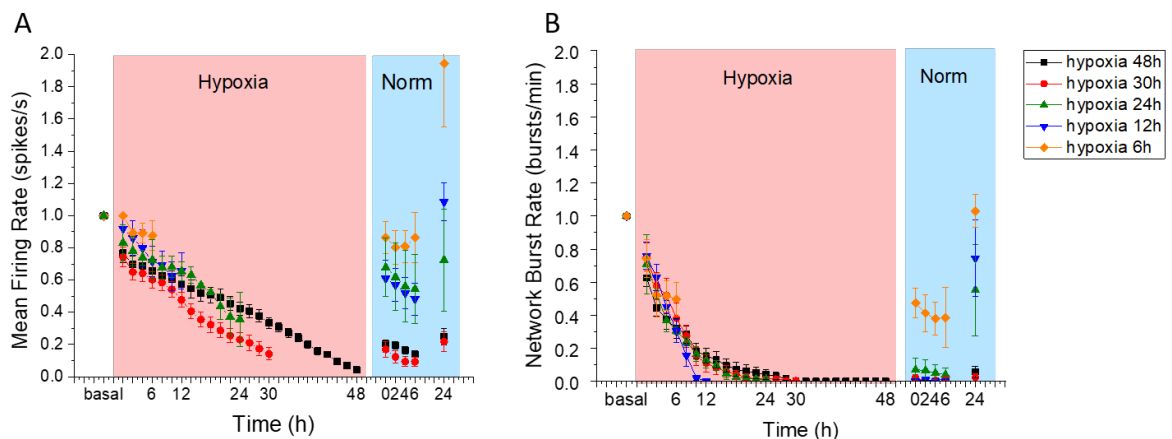 A
Mean Firing Rate (spikes/s)
2.0
1.8
1.6
1.4
1.2
1.0
0.8
0.6
0.4
0.2
0.0
Hypoxia
Norm
basal 6 12 24 30 48 0246 24
Time (h)
B
Network Burst Rate (bursts/min)
2.0
1.8
1.6
1.4
1.2
1.0
0.8
0.6
0.4
0.2
0.0
Hypoxia
Norm
basal 6 12 24 30 48 0246 24
Time (h)
hypoxia 48h
hypoxia 30h
hypoxia 24h
hypoxia 12h
hypoxia 6h